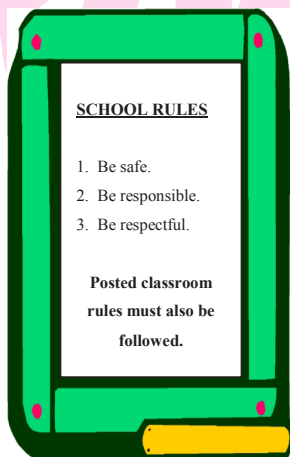 SCHOOL RULES
1. Be safe.
2. Be responsible.
3. Be respectful.
Posted classroom
rules must also be
followed.